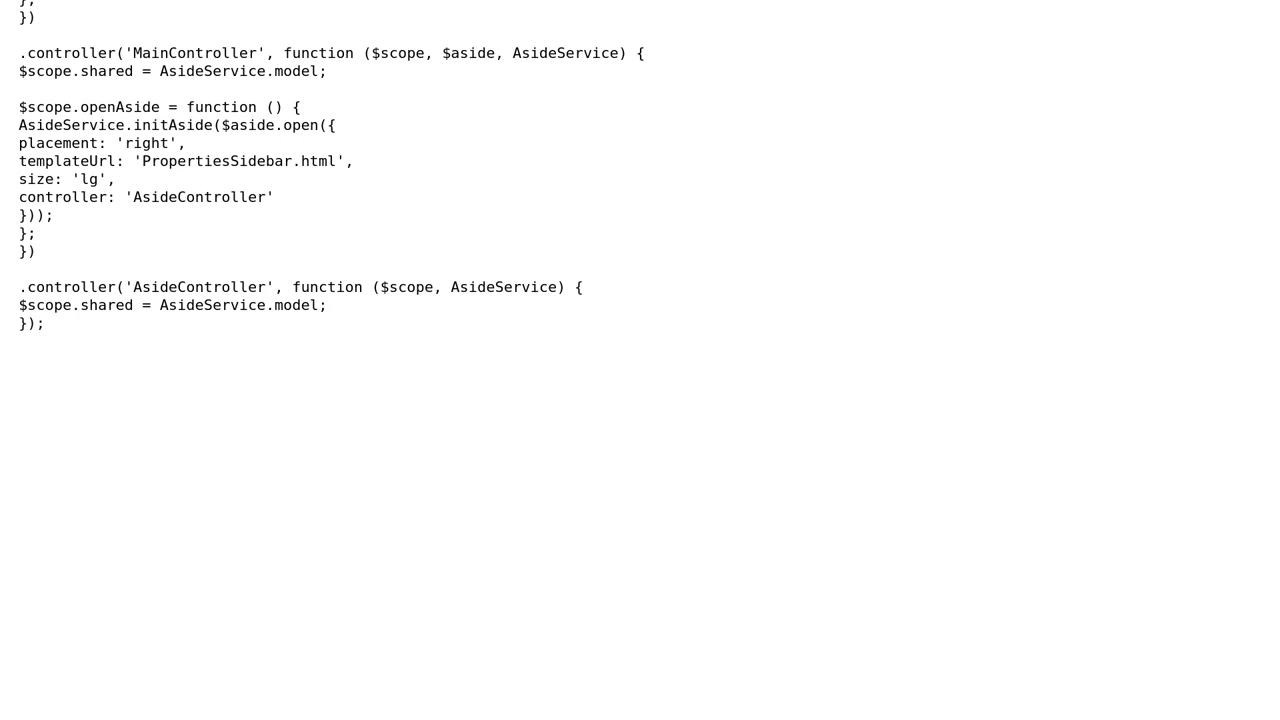 };
})

.controller('MainController', function ($scope, $aside, AsideService) {
$scope.shared = AsideService.model;

$scope.openAside = function () {
AsideService.initAside($aside.open({
placement: 'right',
templateUrl: 'PropertiesSidebar.html',
size: 'lg',
controller: 'AsideController'
}));
};
})

.controller('AsideController', function ($scope, AsideService) {
$scope.shared = AsideService.model;
});